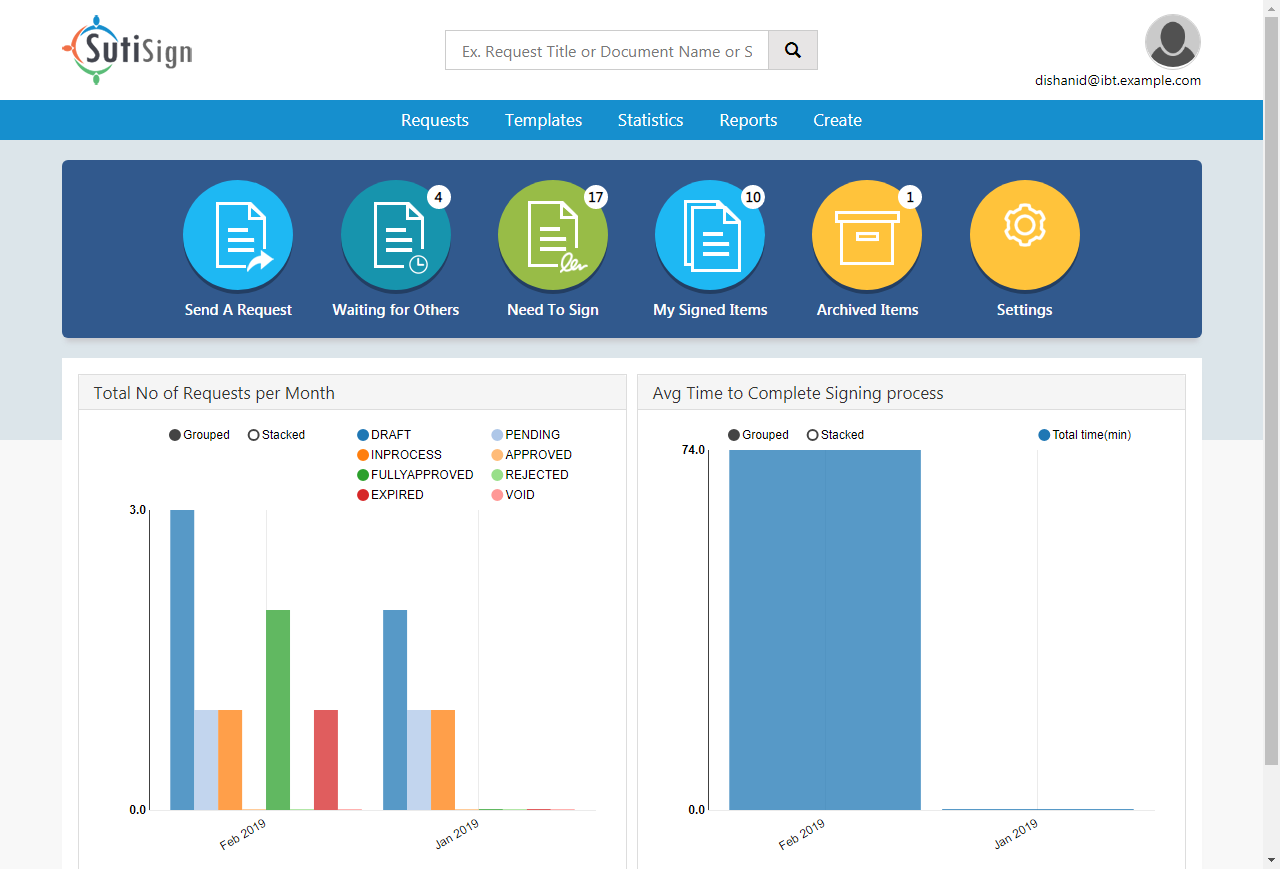 SutiSign
Ex. Request Title or Document Name or S
dishanid@ibt.example.com
Requests Templates Statistics Reports Create
4 17 10 1
Send A Request Waiting for Others Need To Sign My Signed Items Archived Items Settings
Total No of Requests per Month
Grouped Stacked DRAFT PENDING
INPROCESS APPROVED
FULLYAPPROVED REJECTED
EXPIRED VOID
3.0
0.0
Feb 2019 Jan 2019
Avg Time to Complete Signing process
Grouped Stacked Total time(min)
74.0
0.0
Feb 2019 Jan 2019